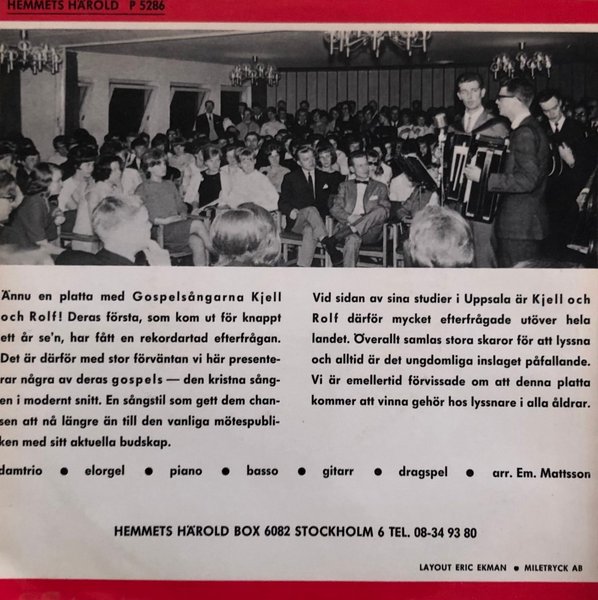 HEMMETS HÄROLD P 5286
Ännu en platta med Gospelsångarna Kjell
och Rolf! Deras första, som kom ut för knappt
ett år se'n, har fått en rekordartad efterfrågan.
Det är därför med stor förväntan vi här presente-
rar några av deras gospels — den kristna sång-
en i modernt snitt. En sångstil som gett dem chan-
sen att nå längre än till den vanliga mötespubli-
ken med sitt aktuella budskap.
Vid sidan av sina studier i Uppsala är Kjell och
Rolf därför mycket efterfrågade utöver hela
landet. Överallt samlas stora skaror för att lyssna
och alltid är det ungdomliga inslaget påfallande.
Vi är emellertid förvissade om att denna platta
kommer att vinna gehör hos lyssnare i alla åldrar.
damtrio ● elorgel ● piano ● basso ● gitarr ● dragspel ● arr. Em. Mattsson
HEMMETS HÄROLD BOX 6082 STOCKHOLM 6 TEL. 08-34 93 80
LAYOUT ERIC EKMAN ● MILETRYCK AB